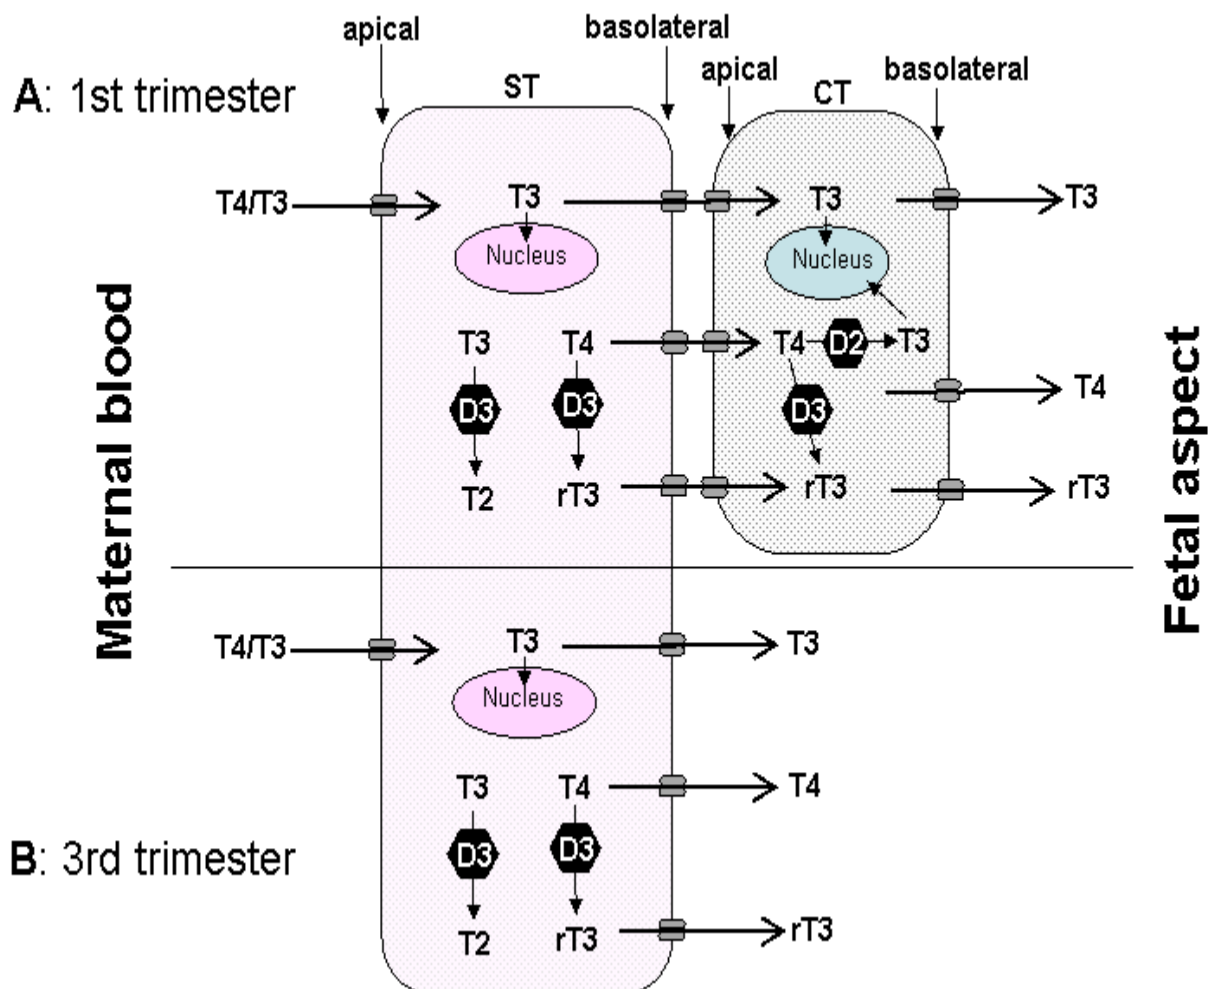 apical
basolateral
apical
basolateral
A: 1st trimester
ST
CT
T4/T3
T3
T3
T3
Nucleus
Nucleus
T3
T4
T4
D2
T3
D3
D3
D3
T4
T2
rT3
rT3
rT3
Maternal blood
Fetal aspect
T4/T3
T3
T3
Nucleus
T3
T4
T4
B: 3rd trimester
D3
D3
T2
rT3
rT3